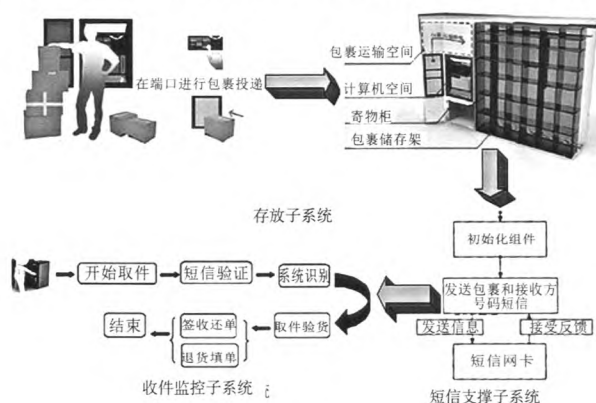 在端口进行包裹投递
包裹运输空间
计算机空间
寄物柜
包裹储存架
存放子系统
初始化组件
发送包裹和接收方
号码短信
发送信息
接受反馈
短信网卡
短信支撑子系统
开始取件
短信验证
系统识别
取件验货
签收还单
退货填单
结束
收件监控子系统